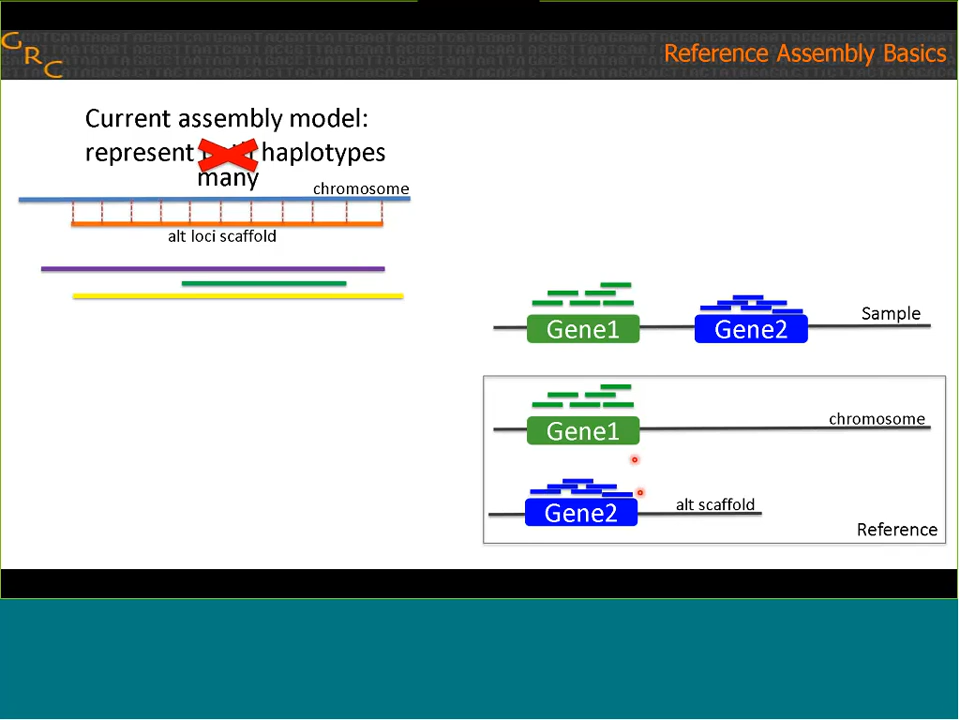 GRC
Reference Assembly Basics
Current assembly model:
represent haplotypes
many
chromosome
alt loci scaffold
Gene1
Gene2
Sample
Gene1
chromosome
Gene2
alt scaffold
Reference